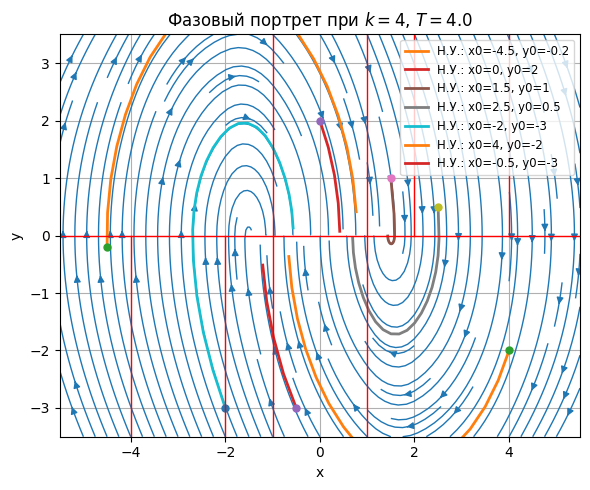 Фазовый портрет при k = 4, T = 4.0
Н.У.: x0=-4.5, y0=-0.2
Н.У.: x0=0, y0=2
Н.У.: x0=1.5, y0=1
Н.У.: x0=2.5, y0=0.5
Н.У.: x0=-2, y0=-3
Н.У.: x0=4, y0=-2
Н.У.: x0=-0.5, y0=-3
3
2
1
0
−1
−2
−3
y
−4 −2 0 2 4
x